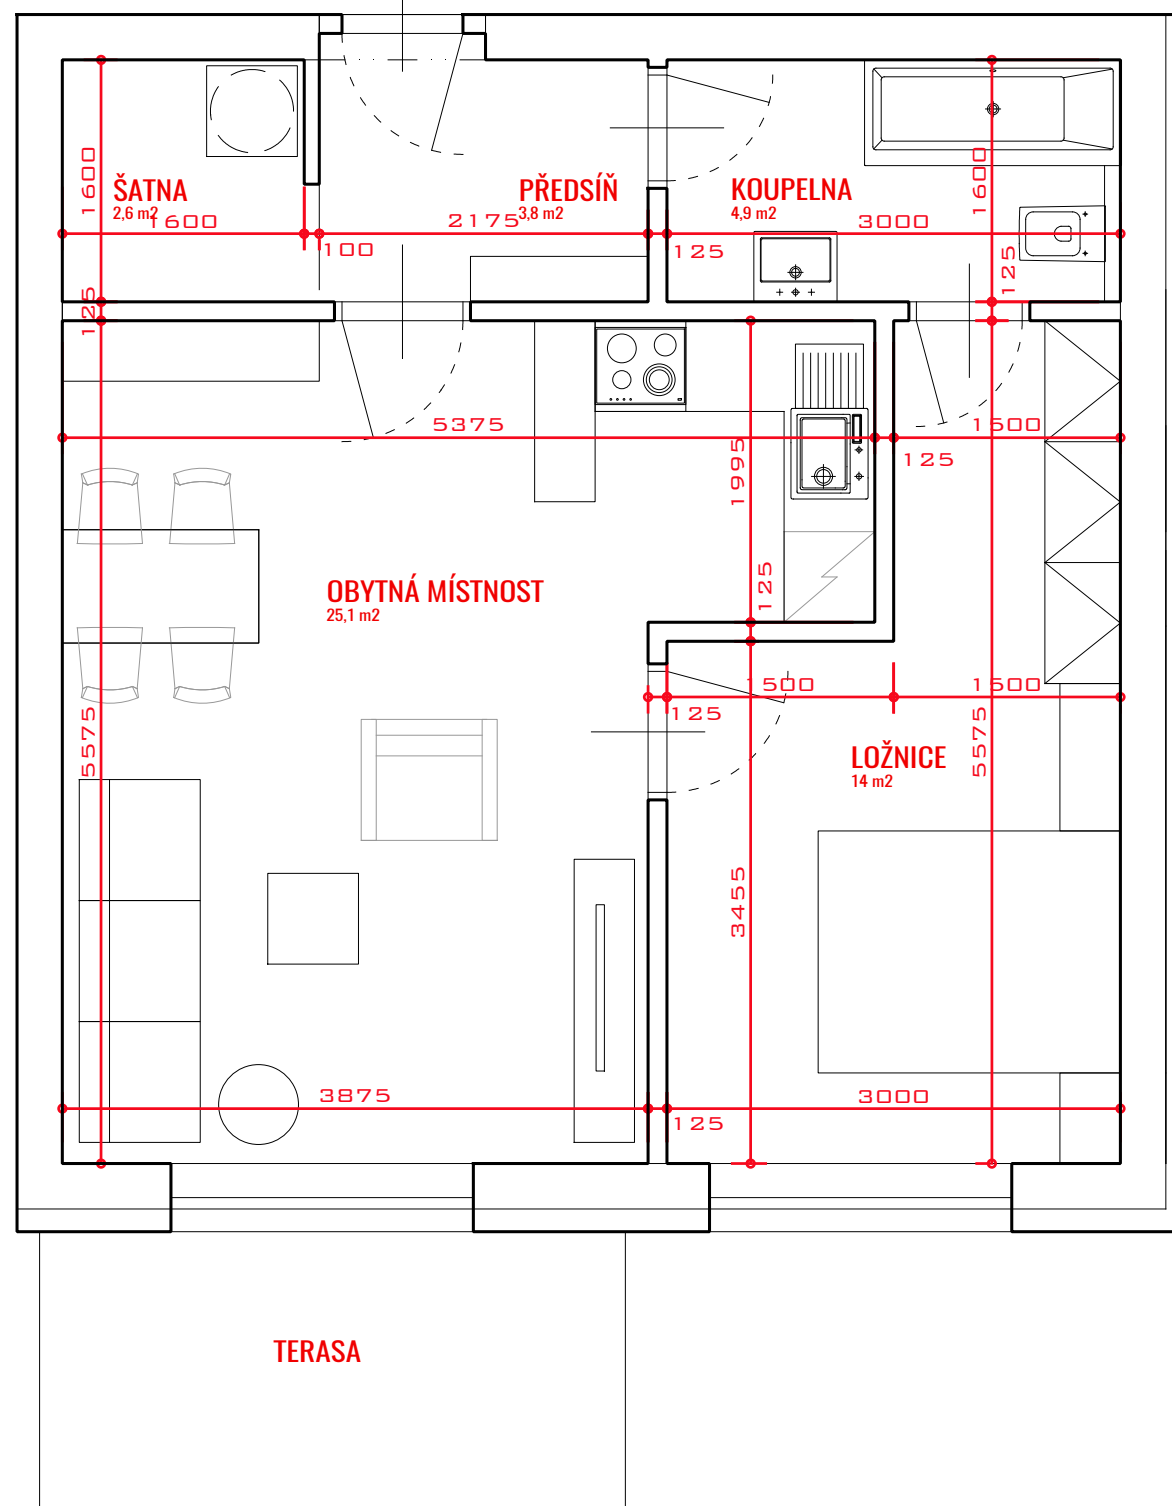 1600
ŠATNA
2,6 m2
1600
100
PŘEDSÍŇ
3,8 m2
2175
125
KOUPELNA
4,9 m2
3000
1600
125
125
5375
1995
125
1500
125
OBYTNÁ MÍSTNOST
25,1 m2
1500
125
1500
5575
5575
LOŽNICE
14 m2
3455
3875
125
3000
TERASA